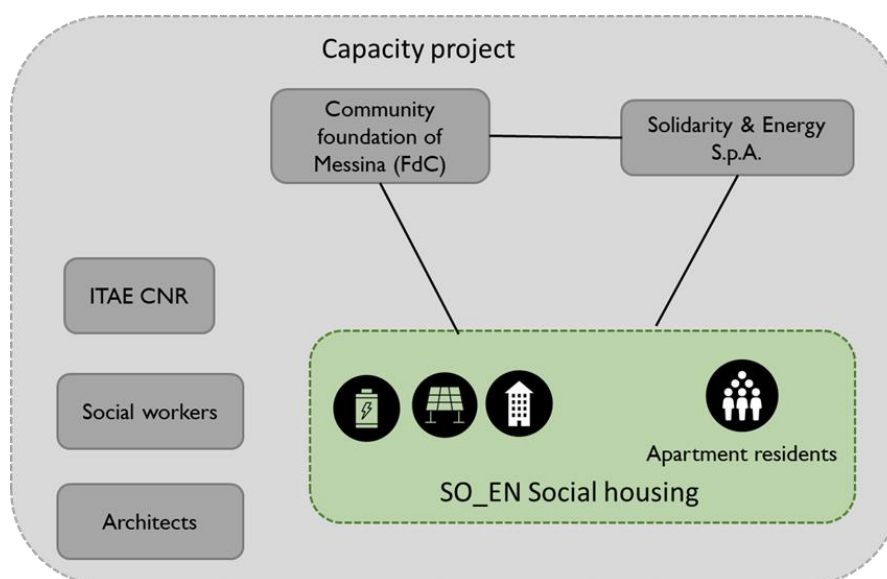 Capacity project
Community
foundation of
Messina (FdC)
Solidarity & Energy
S.p.A.
ITAE CNR
Social workers
Architects
Apartment residents
SO_EN Social housing